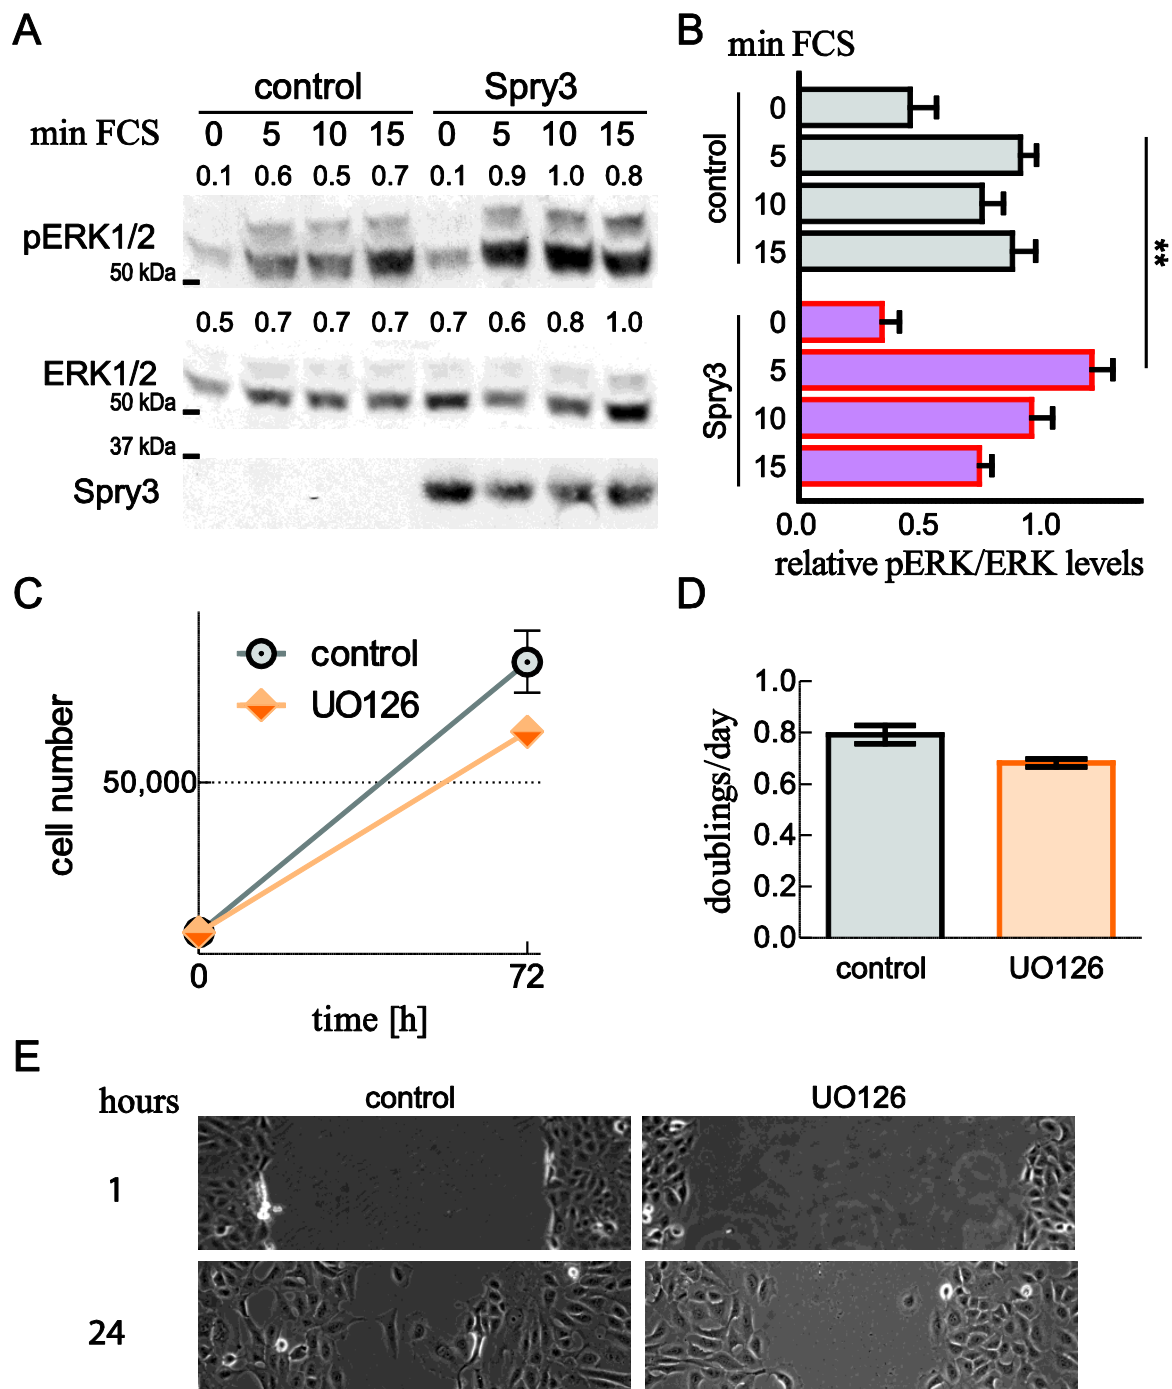 A
control Spry3
min FCS 0 5 10 15 0 5 10 15
0.1 0.6 0.5 0.7 0.1 0.9 1.0 0.8
pERK1/2
50 kDa
0.5 0.7 0.7 0.7 0.7 0.6 0.8 1.0
ERK1/2
50 kDa
37 kDa
Spry3
B
min FCS
control
0
5
10
15
Spry3
0
5
10
15
**
0.0 0.5 1.0
relative pERK/ERK levels
C
control
UO126
cell number
50,000
0 72
time [h]
D
doublings/day
1.0
0.8
0.6
0.4
0.2
0.0
control UO126
E
hours control UO126
1
24